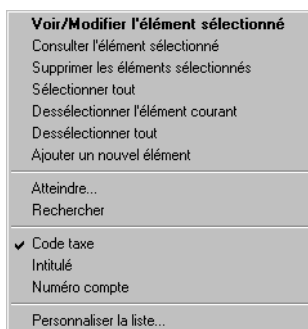 Voir/Modifier l'élément sélectionné
Consulter l'élément sélectionné
Supprimer les éléments sélectionnés
Sélectionner tout
Dessélectionner l'élément courant
Dessélectionner tout
Ajouter un nouvel élément
Atteindre...
Rechercher
Code taxe
Intitulé
Numéro compte
Personnaliser la liste...